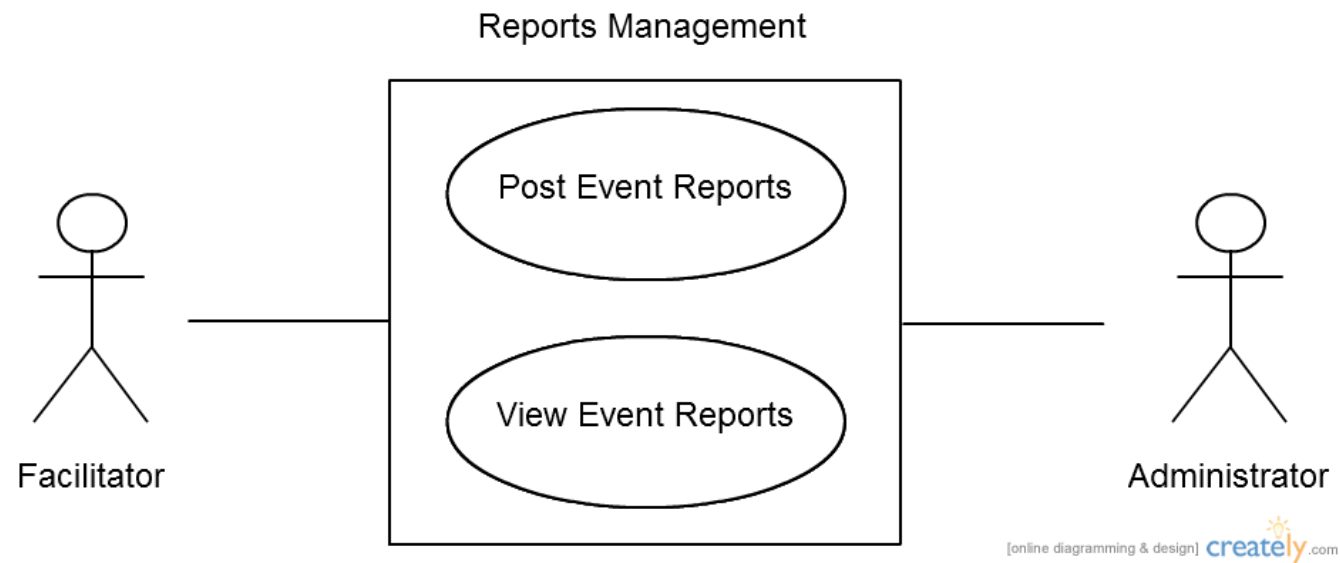 Reports Management
Post Event Reports
View Event Reports
Facilitator
Administrator
[online diagramming & design] creately.com